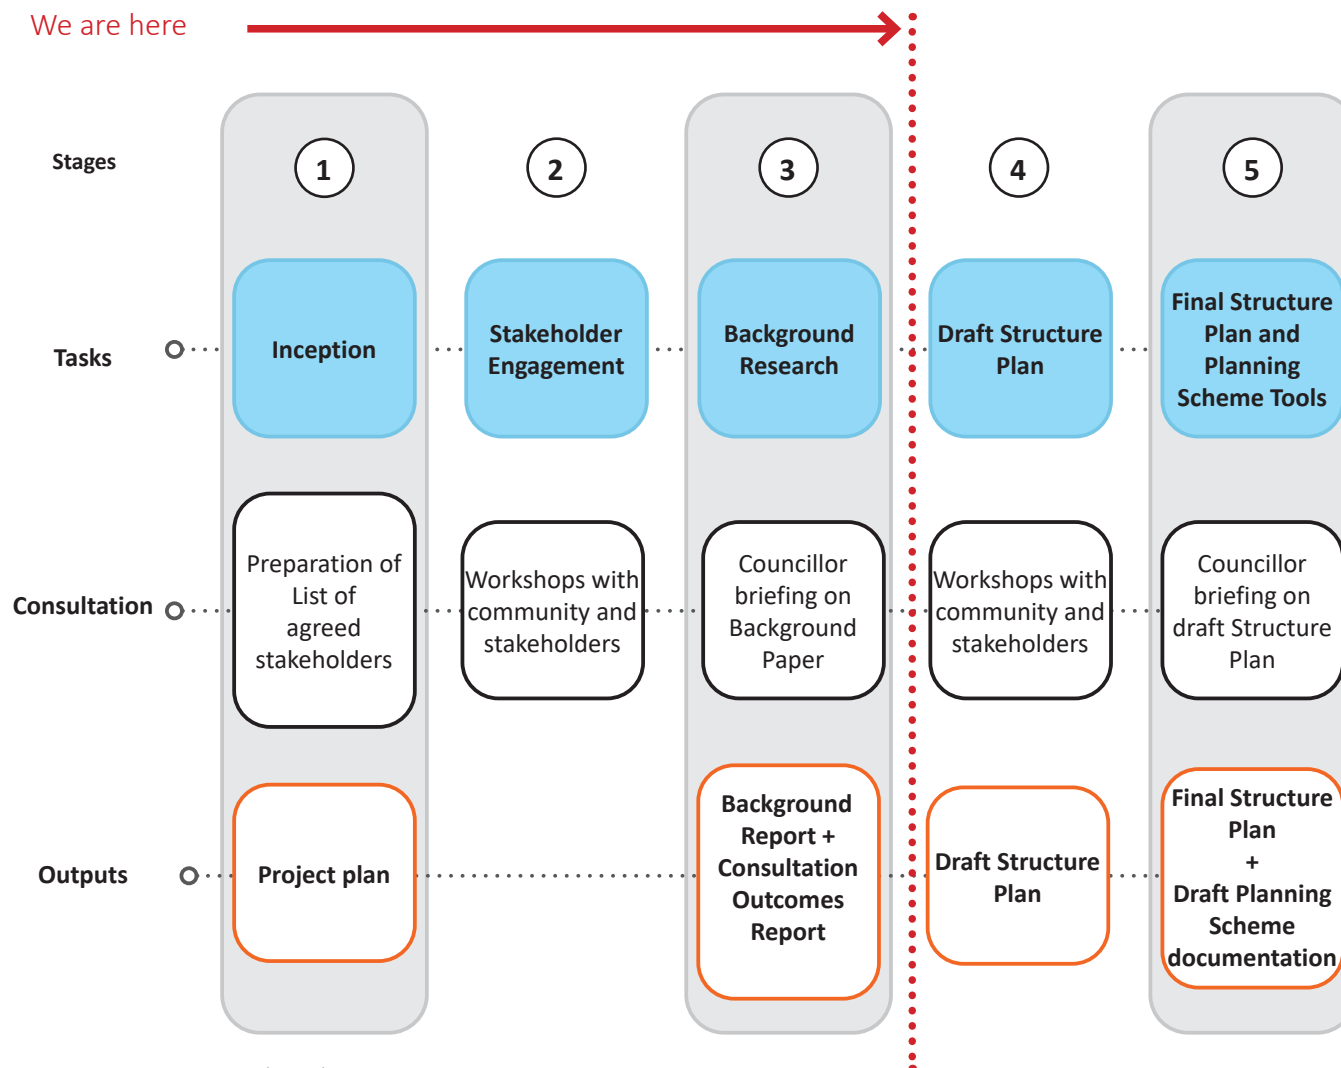 We are here
Stages
1
2
3
4
5
Tasks
Inception
Stakeholder
Engagement
Background
Research
Draft Structure
Plan
Final Structure
Plan and
Planning
Scheme Tools
Consultation
Preparation of
List of
agreed
stakeholders
Workshops with
community and
stakeholders
Councillor
briefing on
Background
Paper
Workshops with
community and
stakeholders
Councillor
briefing on
draft Structure
Plan
Outputs
Project plan
Background
Report +
Consultation
Outcomes
Report
Draft Structure
Plan
Final Structure
Plan
+
Draft Planning
Scheme
documentation